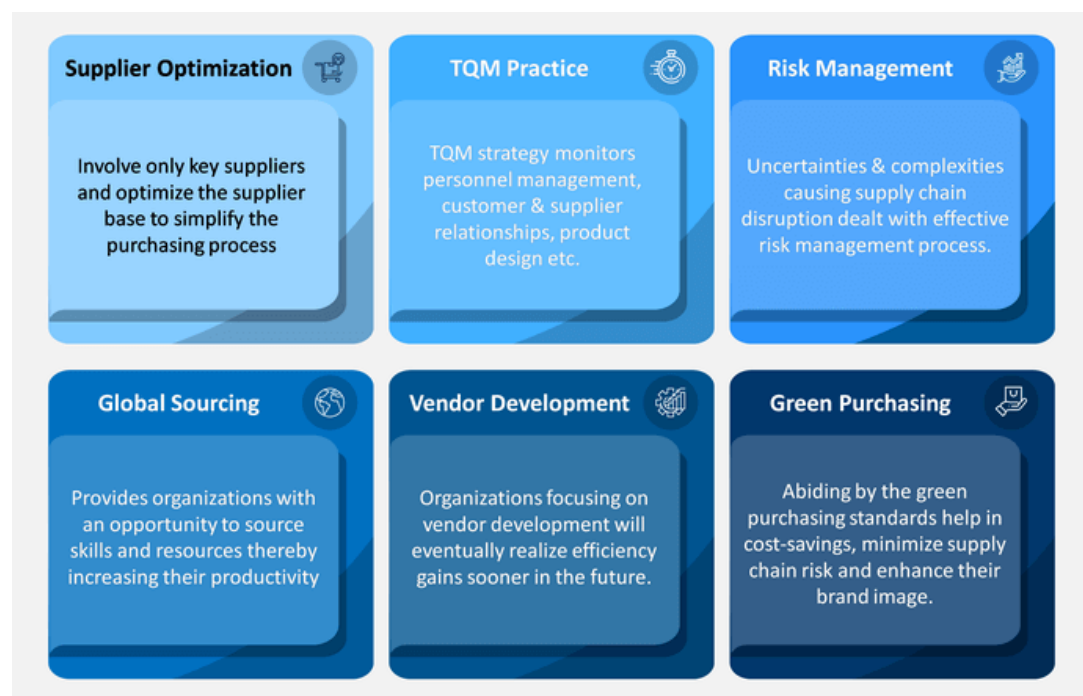 Supplier Optimization
Involve only key suppliers
and optimize the supplier
base to simplify the
purchasing process
TQM Practice
TQM strategy monitors
personnel management,
customer & supplier
relationships, product
design etc.
Risk Management
Uncertainties & complexities
causing supply chain
disruption dealt with effective
risk management process.
Global Sourcing
Provides organizations with
an opportunity to source
skills and resources thereby
increasing their productivity
Vendor Development
Organizations focusing on
vendor development will
eventually realize efficiency
gains sooner in the future.
Green Purchasing
Abiding by the green
purchasing standards help in
cost-savings, minimize supply
chain risk and enhance their
brand image.